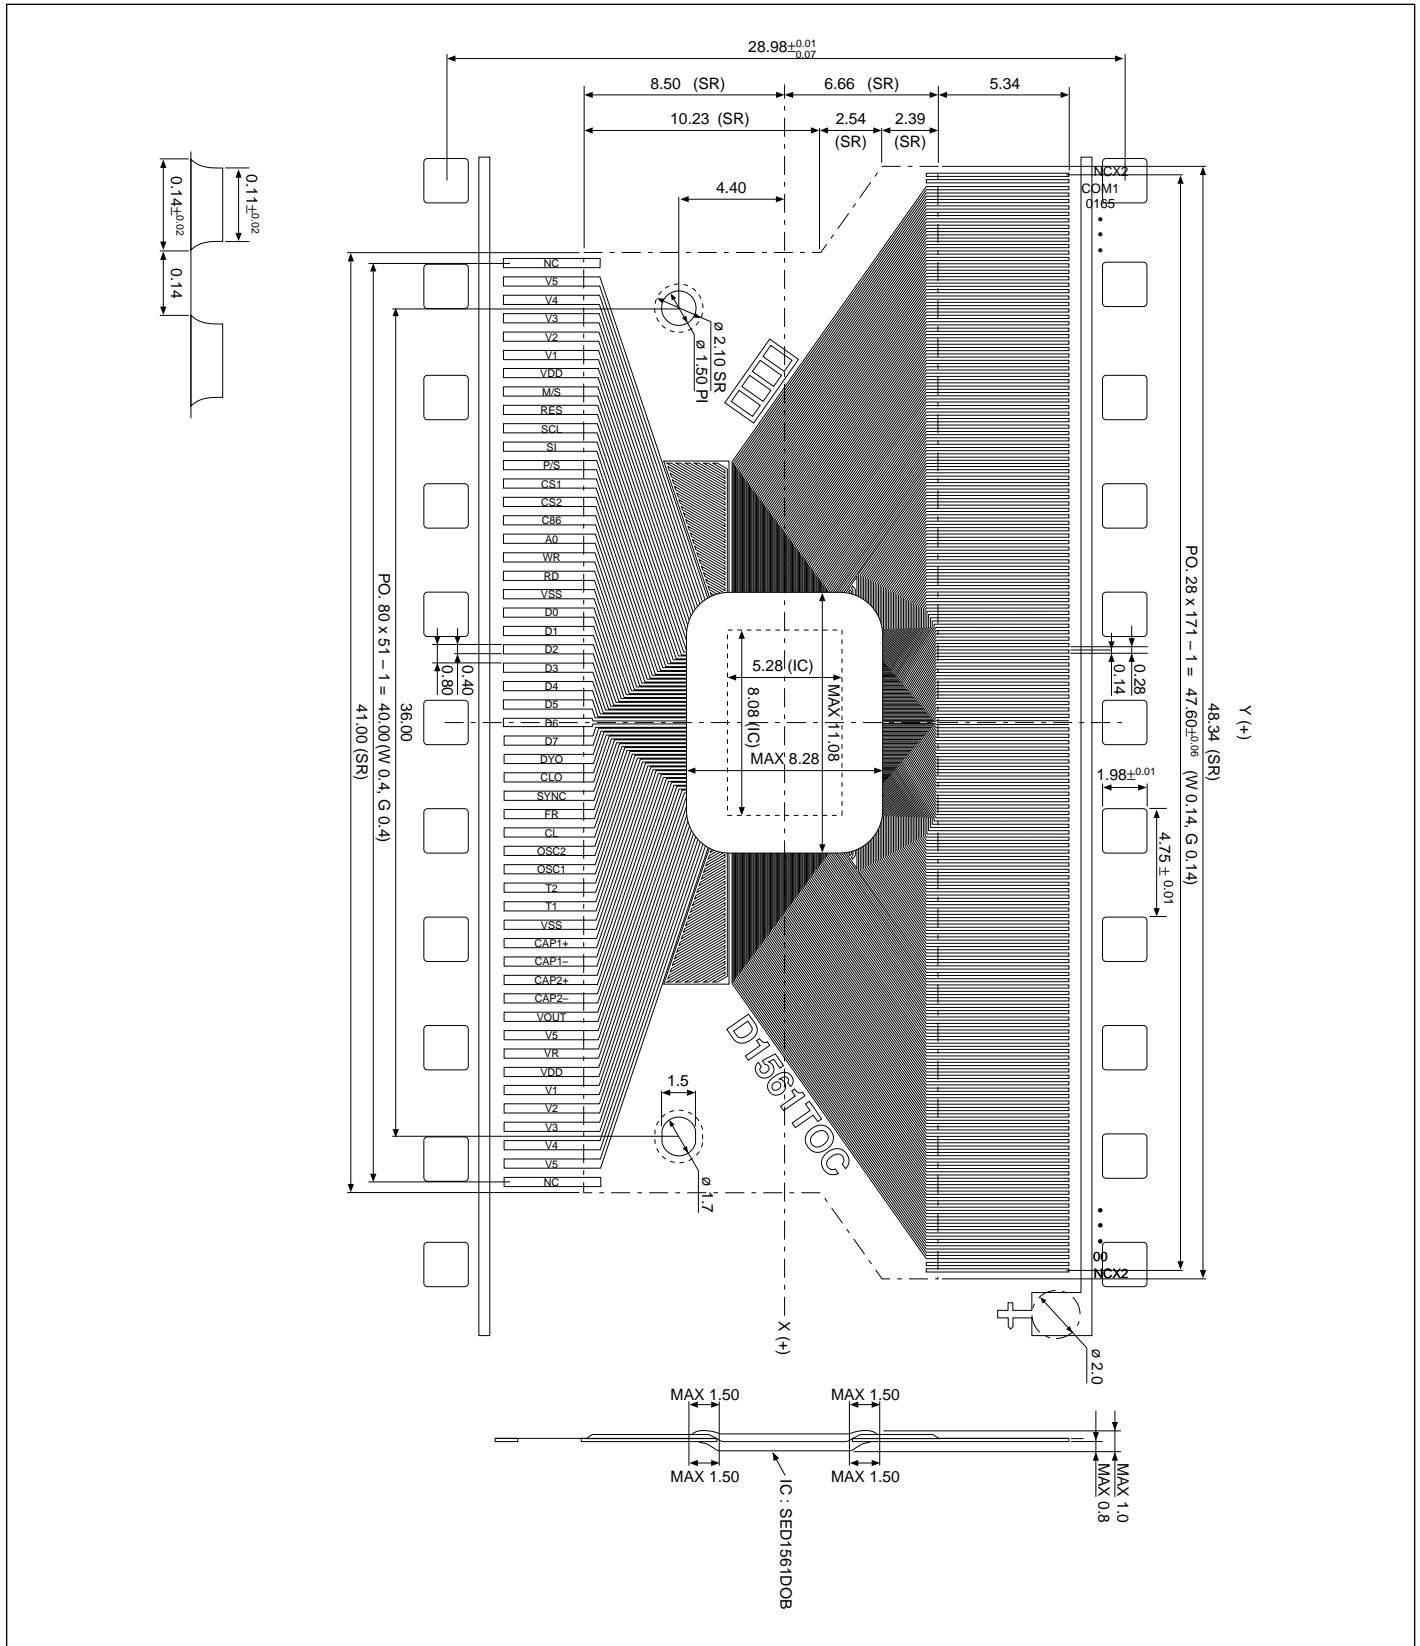 28.98±0.01 0.07
8.50 (SR)
6.66 (SR)
5.34
10.23 (SR)
2.54 (SR)
2.39 (SR)
4.40
0.14±0.02
0.11±0.02
0.14
NCX2
COM1
0165
ø 2.10 SR
ø 1.50 PI
NC
V5
V4
V3
V2
V1
VDD
M/S
RES
SCL
SI
P/S
CS1
CS2
C86
A0
WR
RD
VSS
D0
D1
D2
D3
D4
D5
D6
D7
DYO
CLO
SYNC
FR
CL
OSC2
OSC1
T2
T1
VSS
CAP1+
CAP1–
CAP2+
CAP2–
VOUT
V5
VR
VDD
V1
V2
V3
V4
V5
NC
41.00 (SR)
PO. 80 x 51 – 1 = 40.00 (W 0.4, G 0.4)
36.00
0.80
0.40
5.28 (IC)
8.08 (IC)
MAX 11.08
MAX 8.28
0.14
0.28
PO. 28 x 171 – 1 = 47.60±0.06 (W 0.14, G 0.14)
48.34 (SR)
Y (+)
1.98±0.01
4.75 ± 0.01
D1561TOC
1.5
ø 1.7
00
NCX2
X (+)
ø 2.0
MAX 1.50
MAX 1.50
MAX 1.50
MAX 1.50
MAX 0.8
MAX 1.0
IC : SED1561DOB